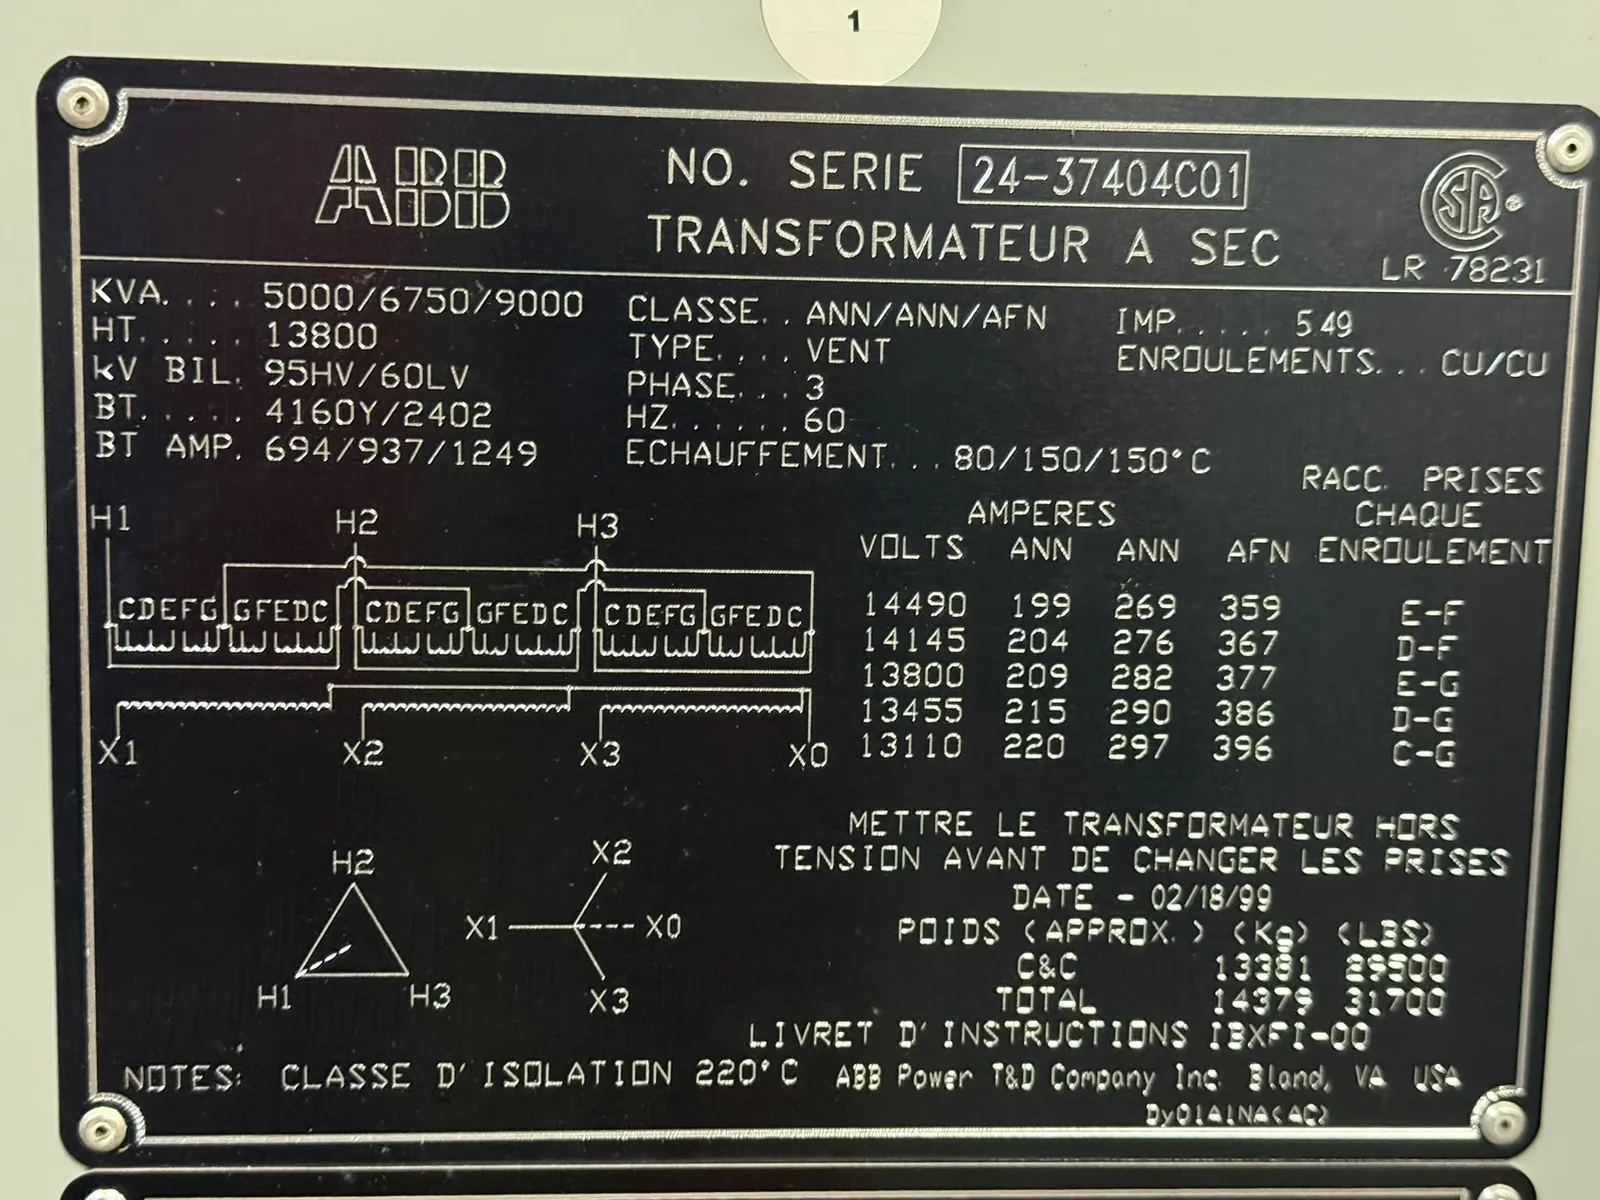 1
ABB
NO. SERIE 24-37404C01
TRANSFORMATEUR A SEC
LR 78231
KVA.... 5000/6750/9000
HT..... 13800
kV BIL. 95HV/60LV
BT..... 4160Y/2402
BT AMP. 694/937/1249
CLASSE.. ANN/ANN/AFN
TYPE.... VENT
PHASE... 3
HZ...... 60
ECHAUFFEMENT... 80/150/150°C
IMP..... 5.49
ENROULEMENTS... CU/CU
H1 H2 H3
CDEFG GFEDC CDEFG GFEDC CDEFG GFEDC
X1 X2 X3 X0
AMPERES RACC. PRISES CHAQUE
VOLTS ANN ANN AFN ENROULEMENT
14490 199 269 359 E-F
14145 204 276 367 D-F
13800 209 282 377 E-G
13455 215 290 386 D-G
13110 220 297 396 C-G
H2
H1 H3
X2
X1 X0
X3
METTRE LE TRANSFORMATEUR HORS
TENSION AVANT DE CHANGER LES PRISES
DATE - 02/18/99
POIDS (APPROX.) (Kg) (LBS)
C&C 13381 29500
TOTAL 14379 31700
LIVRET D'INSTRUCTIONS IBXFI-00
NOTES: CLASSE D'ISOLATION 220°C
ABB Power T&D Company Inc. Bland, VA USA
Dy01A1NA(AC)